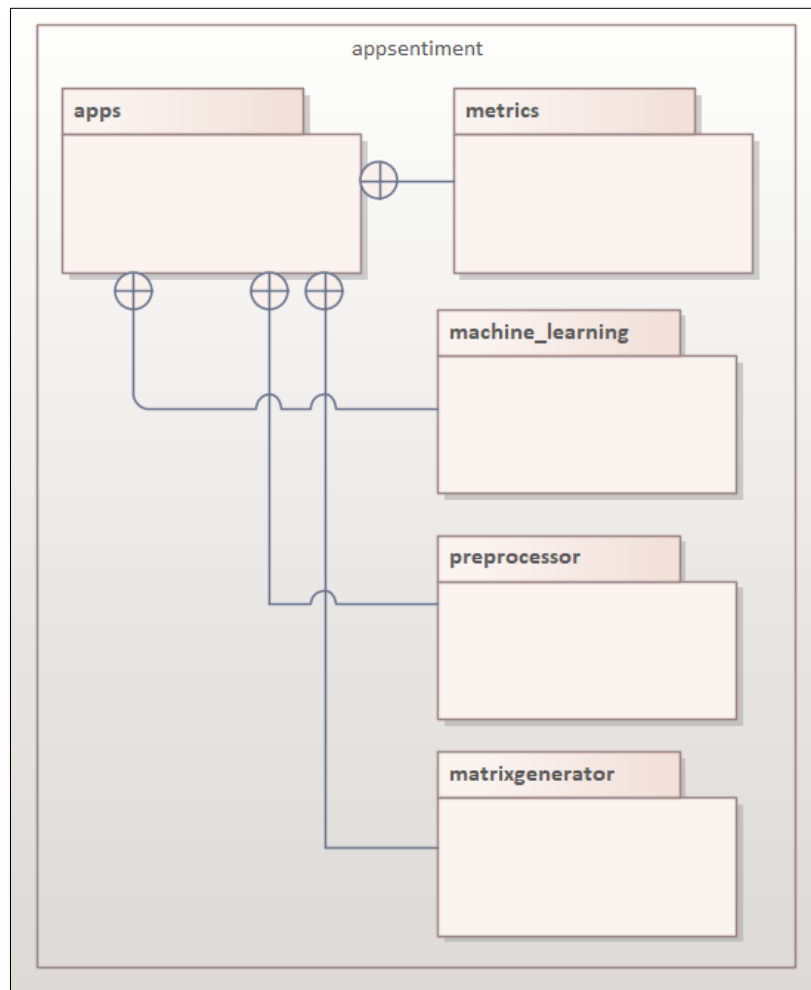 appsentiment
apps
metrics
machine_learning
preprocessor
matrixgenerator